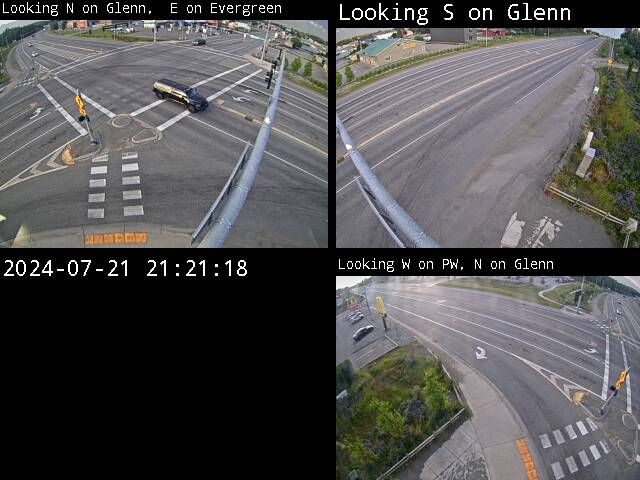 Looking N on Glenn,  E on Evergreen
Looking S on Glenn
2024-07-21 21:21:18
Looking W on PW, N on Glenn